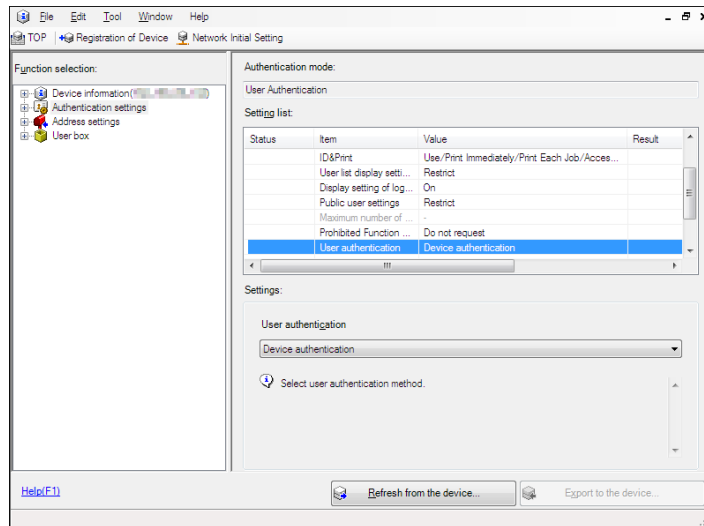 File Edit Tool Window Help
TOP Registration of Device Network Initial Setting
Function selection:
Device information(
Authentication settings
Address settings
User box
Authentication mode:
User Authentication
Setting list:
Status Item Value Result
ID&Print Use/Print Immediately/Print Each Job/Acces...
User list display setti... Restrict
Display setting of log... On
Public user settings Restrict
Maximum number of ... -
Prohibited Function ... Do not request
User authentication Device authentication
Settings:
User authentication
Device authentication
Select user authentication method.
Help(F1)
Refresh from the device...
Export to the device...